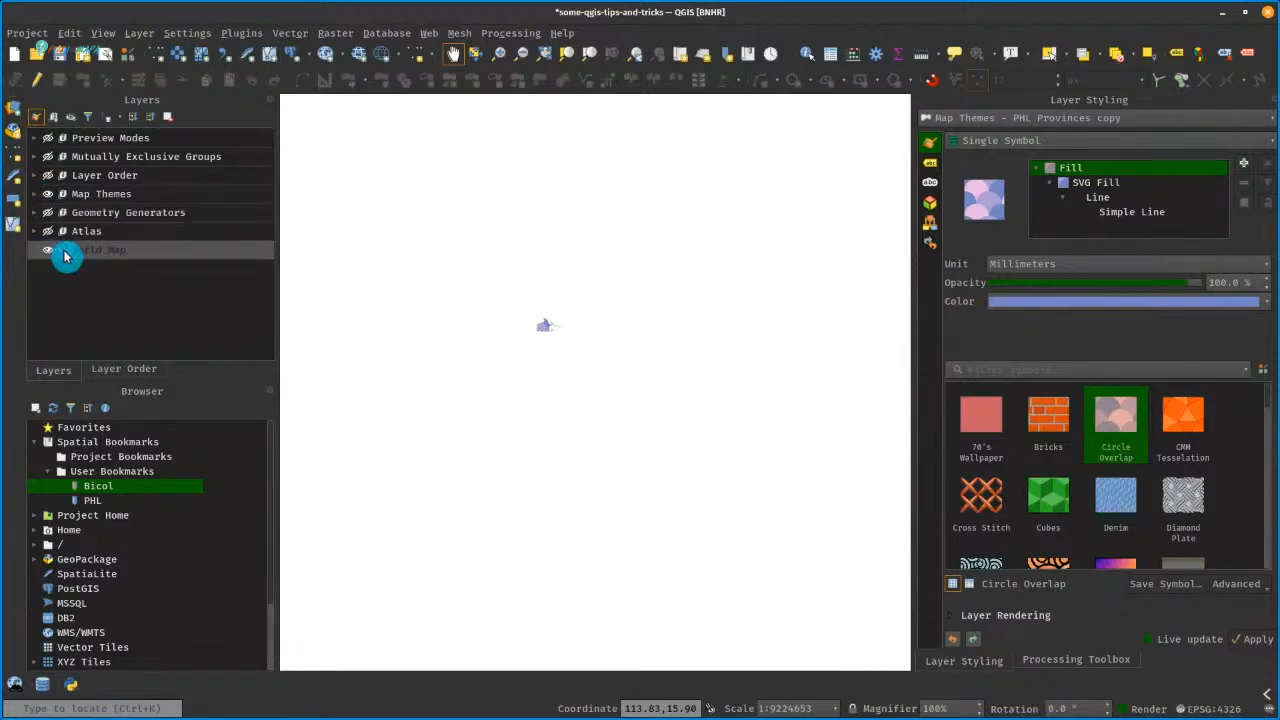 *some-qgis-tips-and-tricks — QGIS [BNHR]
Project Edit View Layer Settings Plugins Vector Raster Database Web Mesh Processing Help
Layers
Preview Modes
Mutually Exclusive Groups
Layer Order
Map Themes
Geometry Generators
Atlas
Map
Layers Layer Order
Browser
Favorites
Spatial Bookmarks
Project Bookmarks
User Bookmarks
Bicol
PHL
Project Home
Home
/
GeoPackage
SpatiaLite
PostGIS
MSSQL
DB2
WMS/WMTS
Vector Tiles
XYZ Tiles
Layer Styling
Map Themes - PHL Provinces copy
Single Symbol
Fill
SVG Fill
Line
Simple Line
Unit Millimeters
Opacity 100.0 %
Color
Filter symbols…
70's Wallpaper
Bricks
Circle Overlap
CMM Tesselation
Cross Stitch
Cubes
Denim
Diamond Plate
Circle Overlap Save Symbol… Advanced
Layer Rendering
Live update Apply
Layer Styling Processing Toolbox
Type to locate (Ctrl+K) Coordinate 113.83,15.90 Scale 1:9224653 Magnifier 100% Rotation 0.0 ° Render EPSG:4326